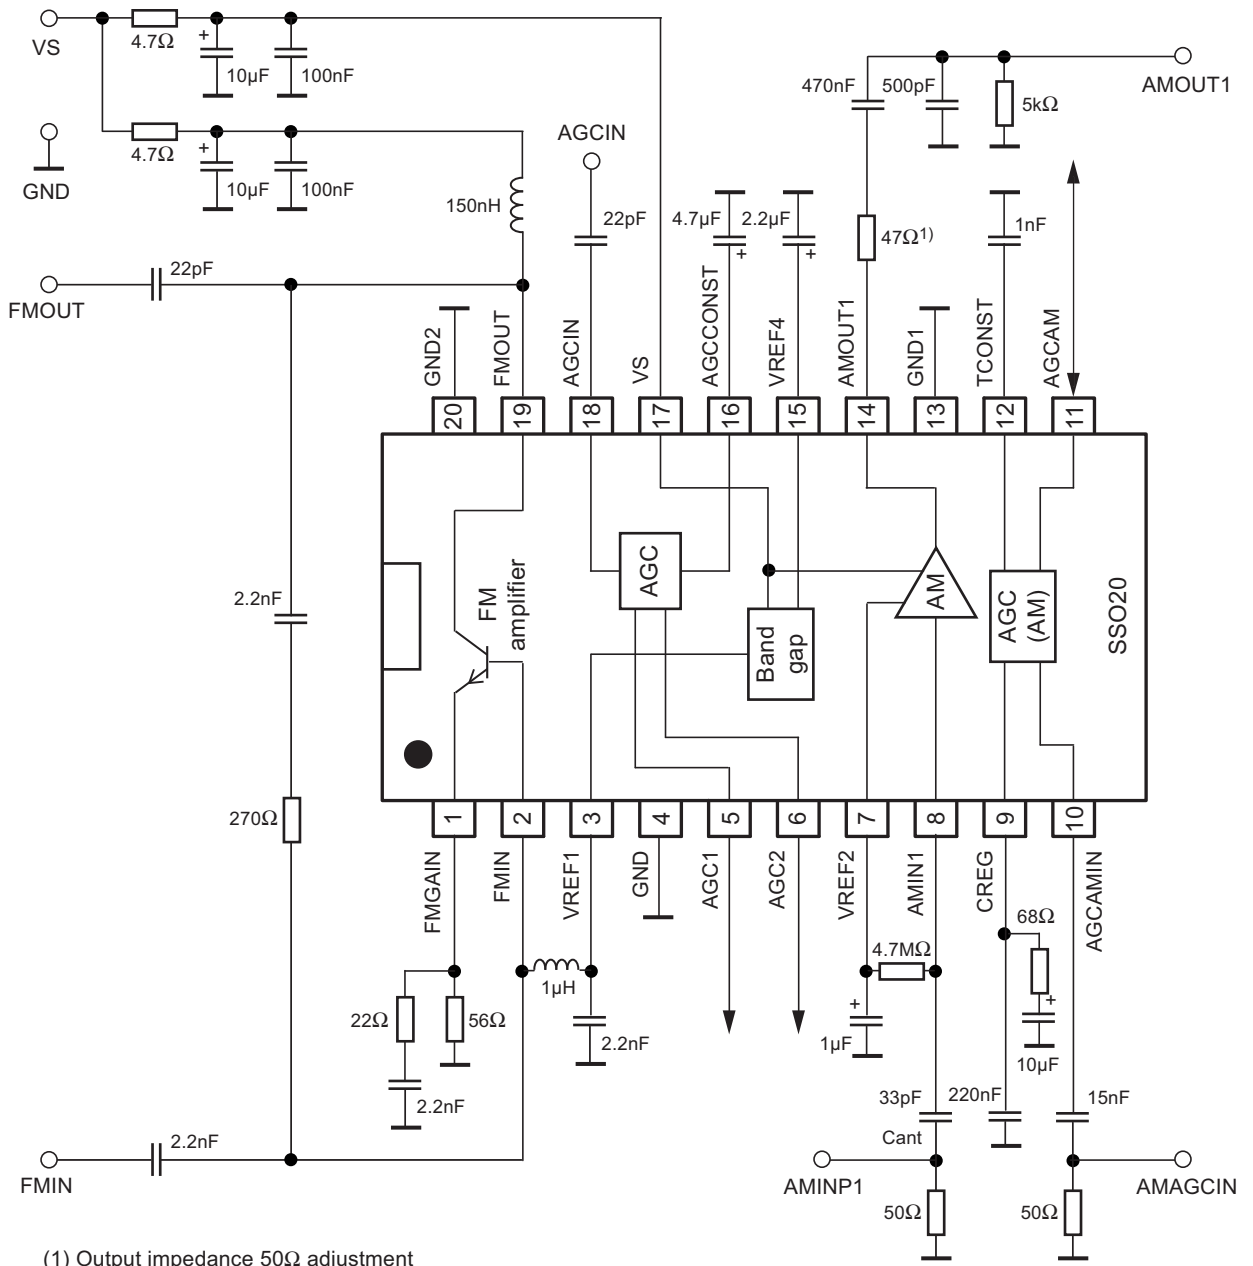 VS
4.7Ω
+
10µF
100nF
4.7Ω
+
10µF
100nF
GND
150nH
AGCIN
22pF
4.7µF
+
2.2µF
+
470nF
500pF
5kΩ
AMOUT1
47Ω1)
1nF
FMOUT
22pF
GND2
FMOUT
AGCIN
VS
AGCCONST
VREF4
AMOUT1
GND1
TCONST
AGCAM
20
19
18
17
16
15
14
13
12
11
FM
amplifier
AGC
Band
gap
AM
AGC
(AM)
SSO20
2.2nF
270Ω
1
2
3
4
5
6
7
8
9
10
FMGAIN
FMIN
VREF1
GND
AGC1
AGC2
VREF2
AMIN1
CREG
AGCAMIN
22Ω
56Ω
2.2nF
1µH
2.2nF
4.7MΩ
+
1µF
68Ω
+
10µF
33pF
Cant
220nF
15nF
FMIN
2.2nF
AMINP1
50Ω
50Ω
AMAGCIN
(1) Output impedance 50Ω adjustment